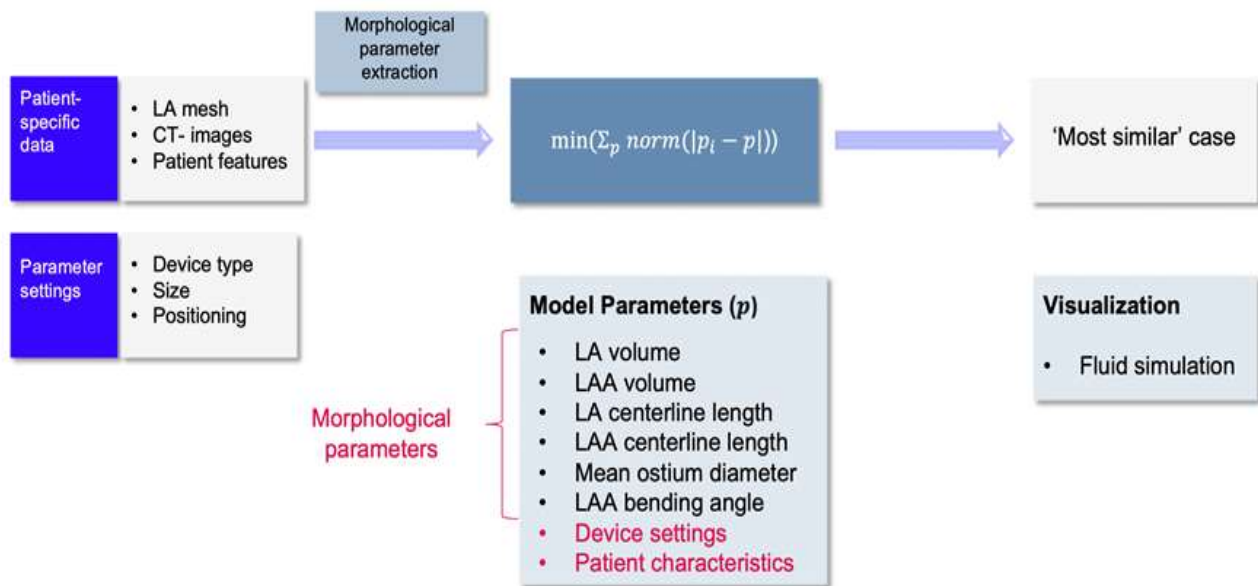 Morphological
parameter
extraction
Patient-
specific
data
• LA mesh
• CT- images
• Patient features
min(Σₚ norm(|pᵢ − p|))
‘Most similar’ case
Parameter
settings
• Device type
• Size
• Positioning
Model Parameters (p)
• LA volume
• LAA volume
• LA centerline length
• LAA centerline length
• Mean ostium diameter
• LAA bending angle
• Device settings
• Patient characteristics
Morphological
parameters
Visualization
• Fluid simulation